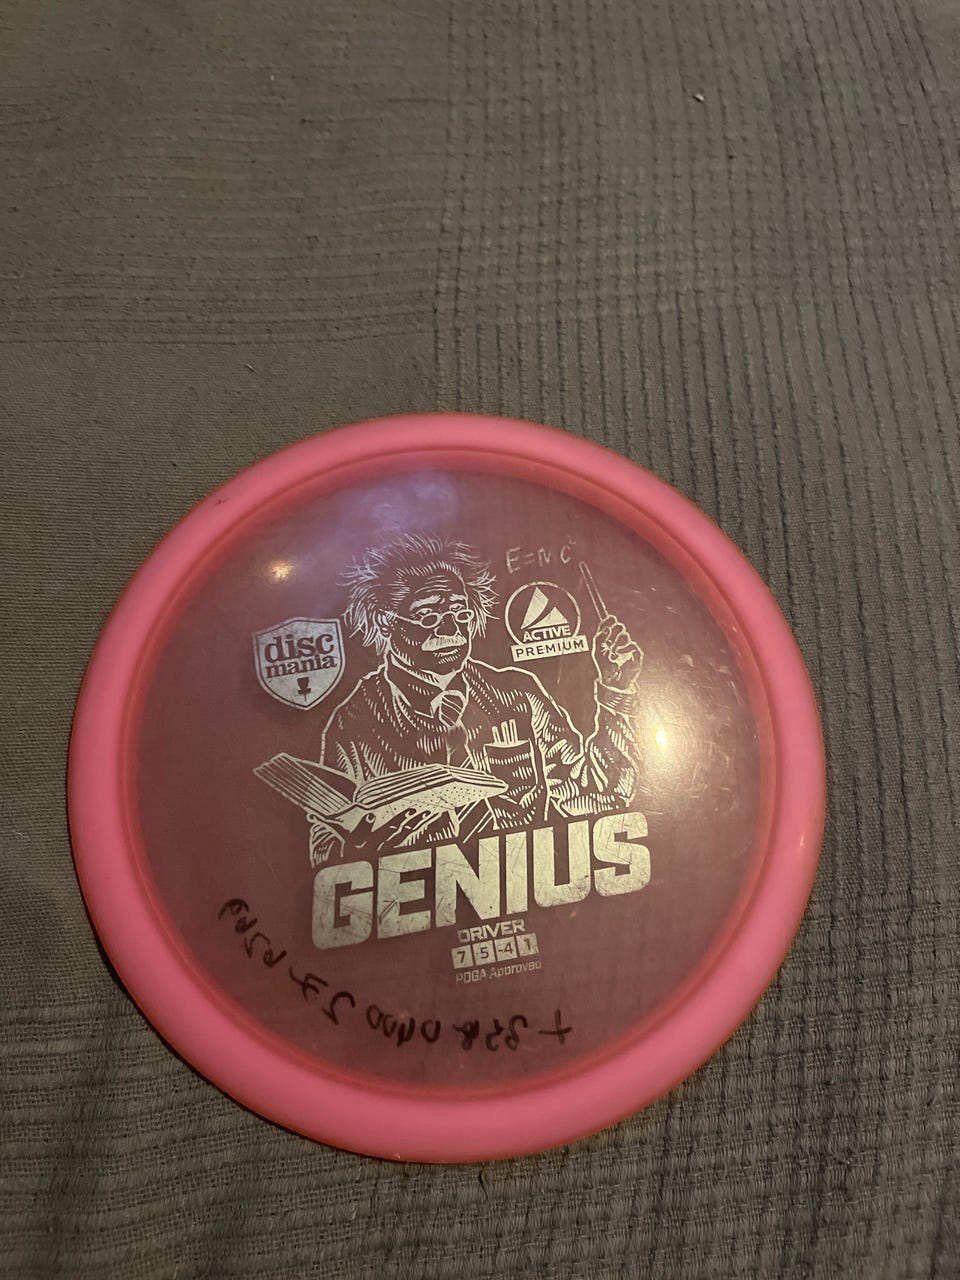 E=MC²
disc
mania
ACTIVE
PREMIUM
GENIUS
DRIVER
7 5 -4 1
PDGA Approved